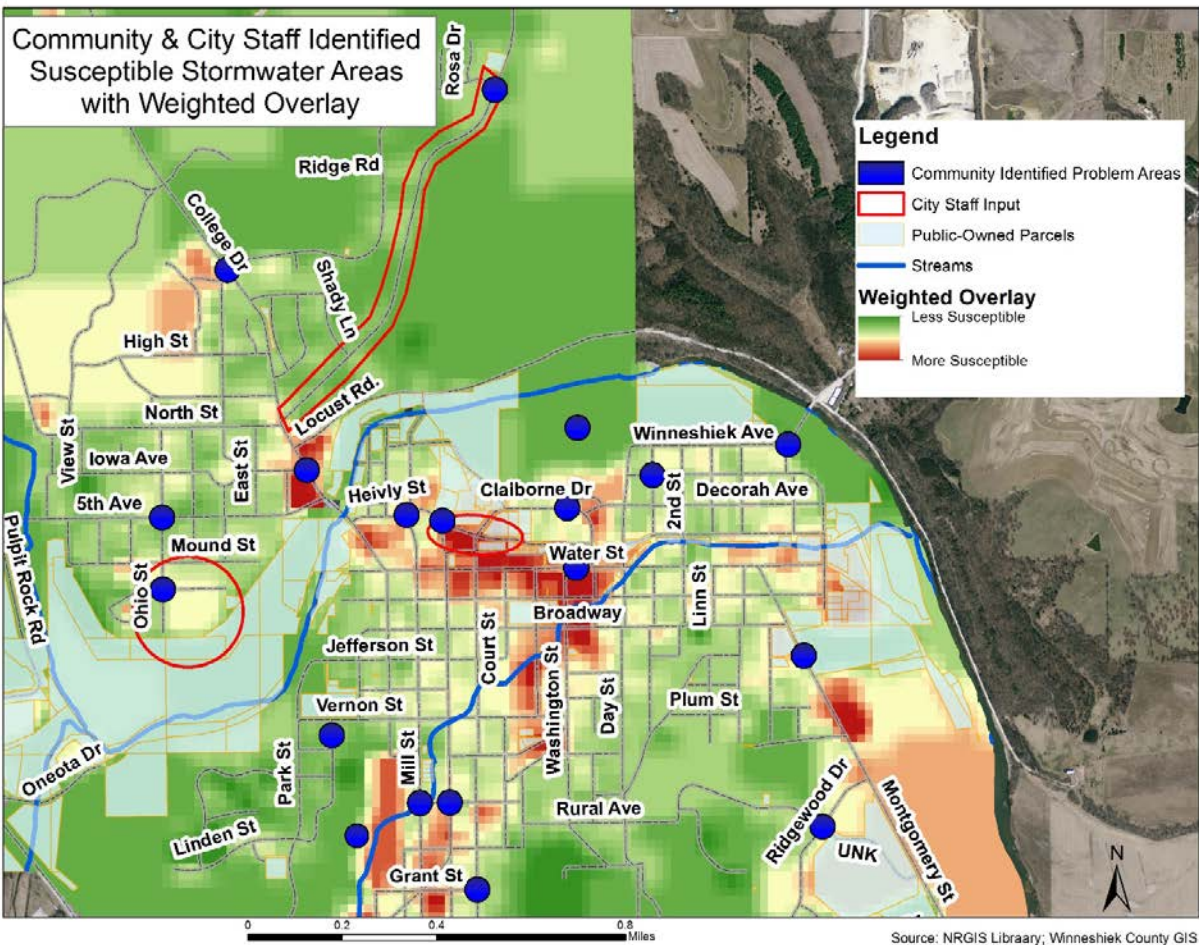 Community & City Staff Identified
Susceptible Stormwater Areas
with Weighted Overlay
Rosa Dr
Ridge Rd
College Dr
Shady Ln
High St
Locust Rd.
North St
View St
Iowa Ave
East St
5th Ave
Heivly St
Claiborne Dr
Winneshiek Ave
2nd St
Decorah Ave
Mound St
Water St
Pulpit Rock Rd
Ohio St
Broadway
Linn St
Jefferson St
Court St
Washington St
Day St
Plum St
Vernon St
Oneota Dr
Park St
Mill St
Rural Ave
Ridgewood Dr
Montgomery St
Linden St
UNK
Grant St
Legend
Community Identified Problem Areas
City Staff Input
Public-Owned Parcels
Streams
Weighted Overlay
Less Susceptible
More Susceptible
N
0 0.2 0.4 0.8
Miles
Source: NRGIS Libraary; Winneshiek County GIS